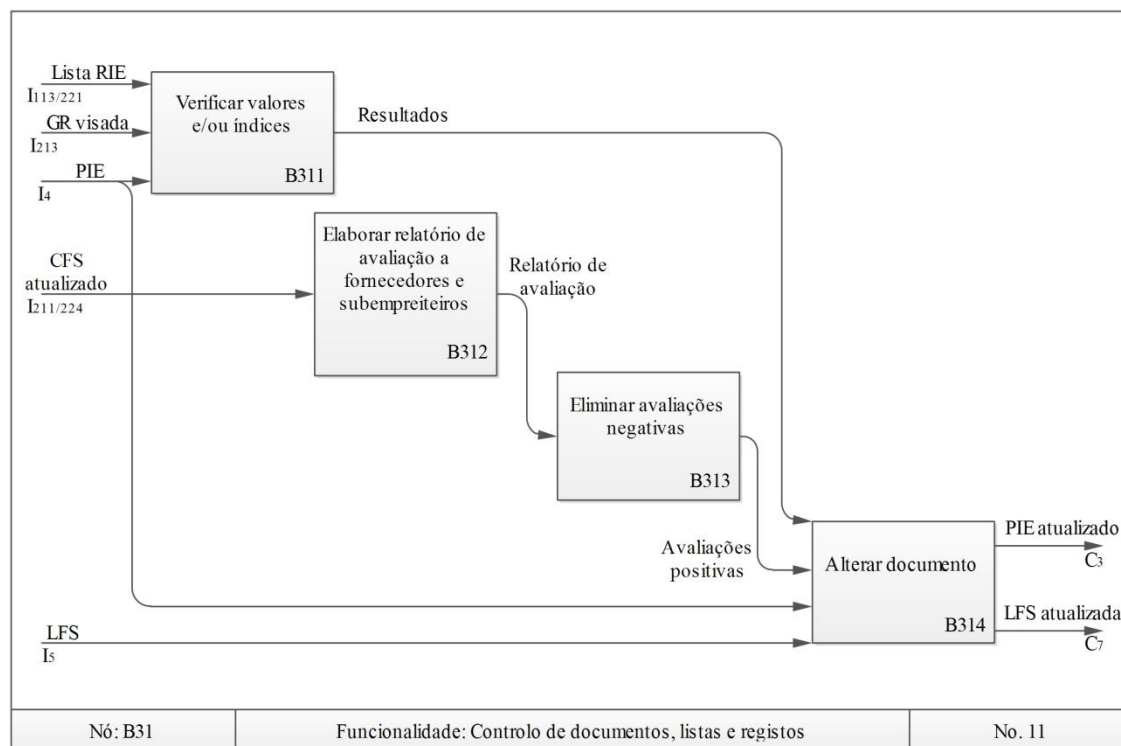 Lista RIE
I113/221
GR visada
I213
PIE
I4
Verificar valores
e/ou índices
B311
Resultados
CFS
atualizado
I211/224
Elaborar relatório de
avaliação a
fornecedores e
subempreiteiros
B312
Relatório de
avaliação
Eliminar avaliações
negativas
B313
Avaliações
positivas
LFS
I5
Alterar documento
B314
PIE atualizado
C3
LFS atualizada
C7
Nó: B31
Funcionalidade: Controlo de documentos, listas e registos
No. 11